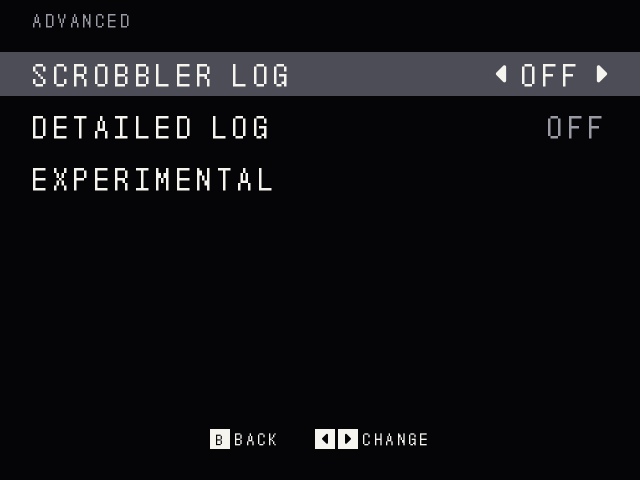 ADVANCED
SCROBBLER LOG OFF
DETAILED LOG OFF
EXPERIMENTAL
B BACK CHANGE